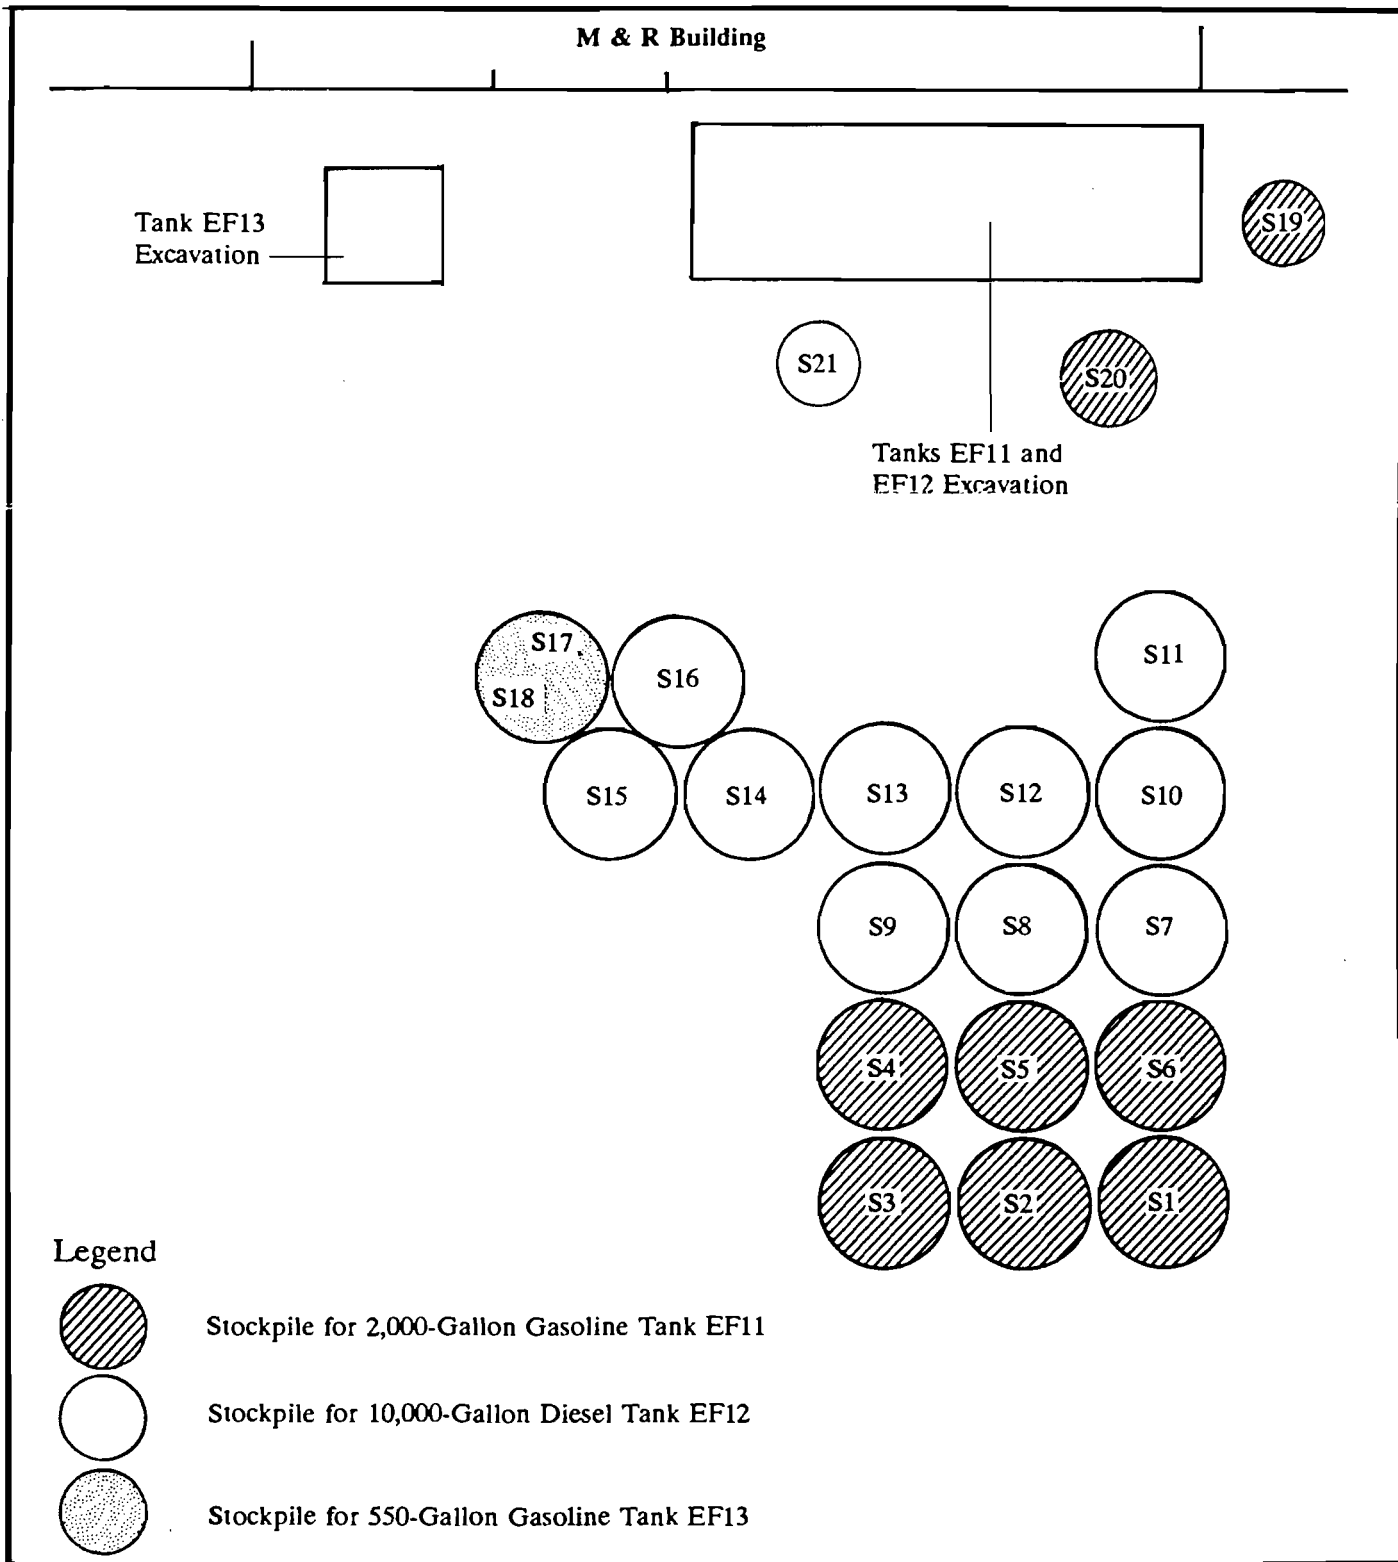 M & R Building
Tank EF13
Excavation
S19
S21
S20
Tanks EF11 and
EF12 Excavation
S17
S18
S16
S11
S15
S14
S13
S12
S10
S9
S8
S7
S4
S5
S6
S3
S2
S1
Legend
Stockpile for 2,000-Gallon Gasoline Tank EF11
Stockpile for 10,000-Gallon Diesel Tank EF12
Stockpile for 550-Gallon Gasoline Tank EF13